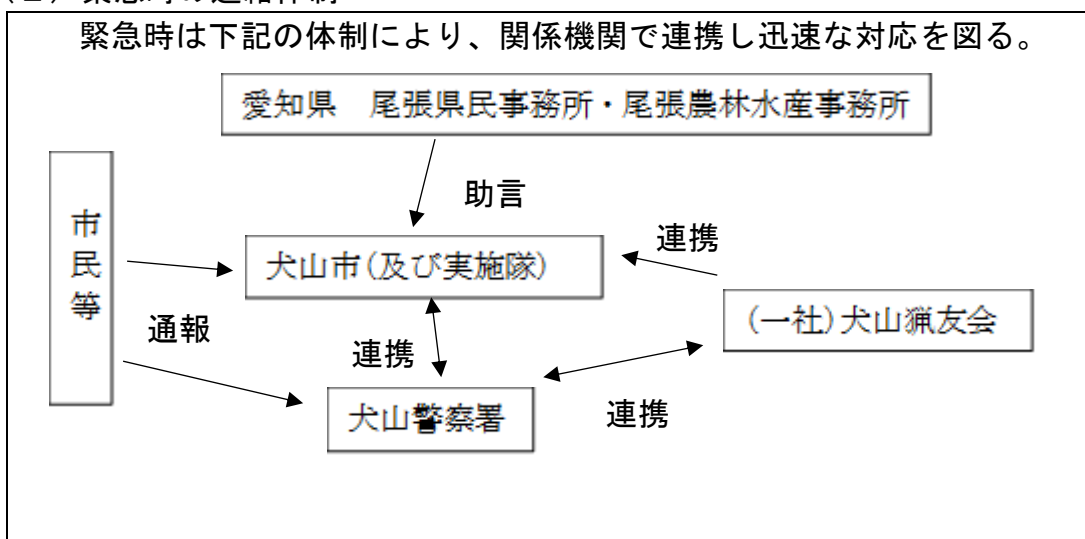 緊急時は下記の体制により、関係機関で連携し迅速な対応を図る。
愛知県　尾張県民事務所・尾張農林水産事務所
助言
市民等
連携
犬山市(及び実施隊)
(一社)犬山猟友会
通報
連携
連携
犬山警察署